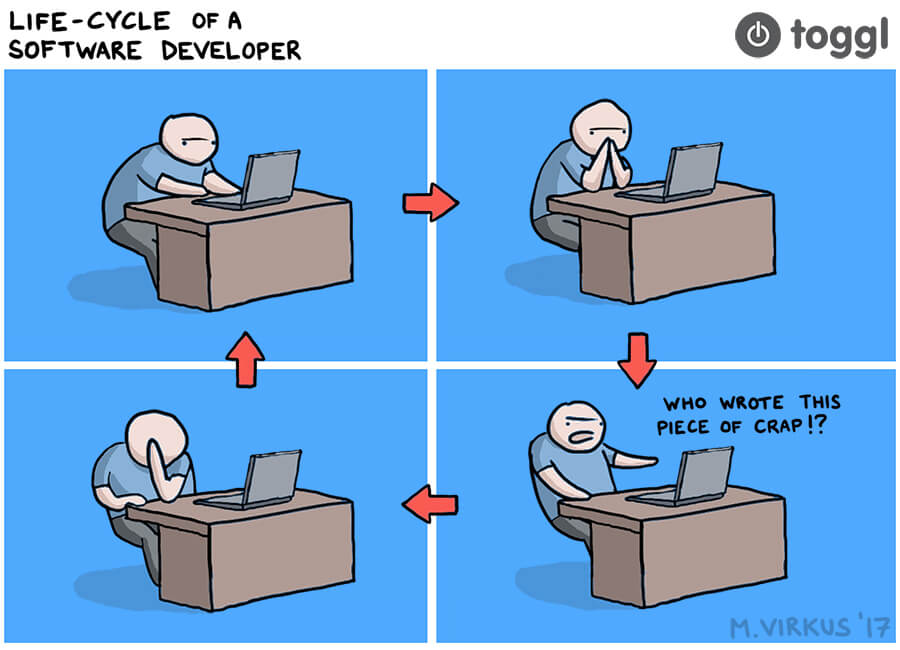 LIFE-CYCLE OF A
SOFTWARE DEVELOPER
toggl
WHO WROTE THIS
PIECE OF CRAP!?
M.VIRKUS '17